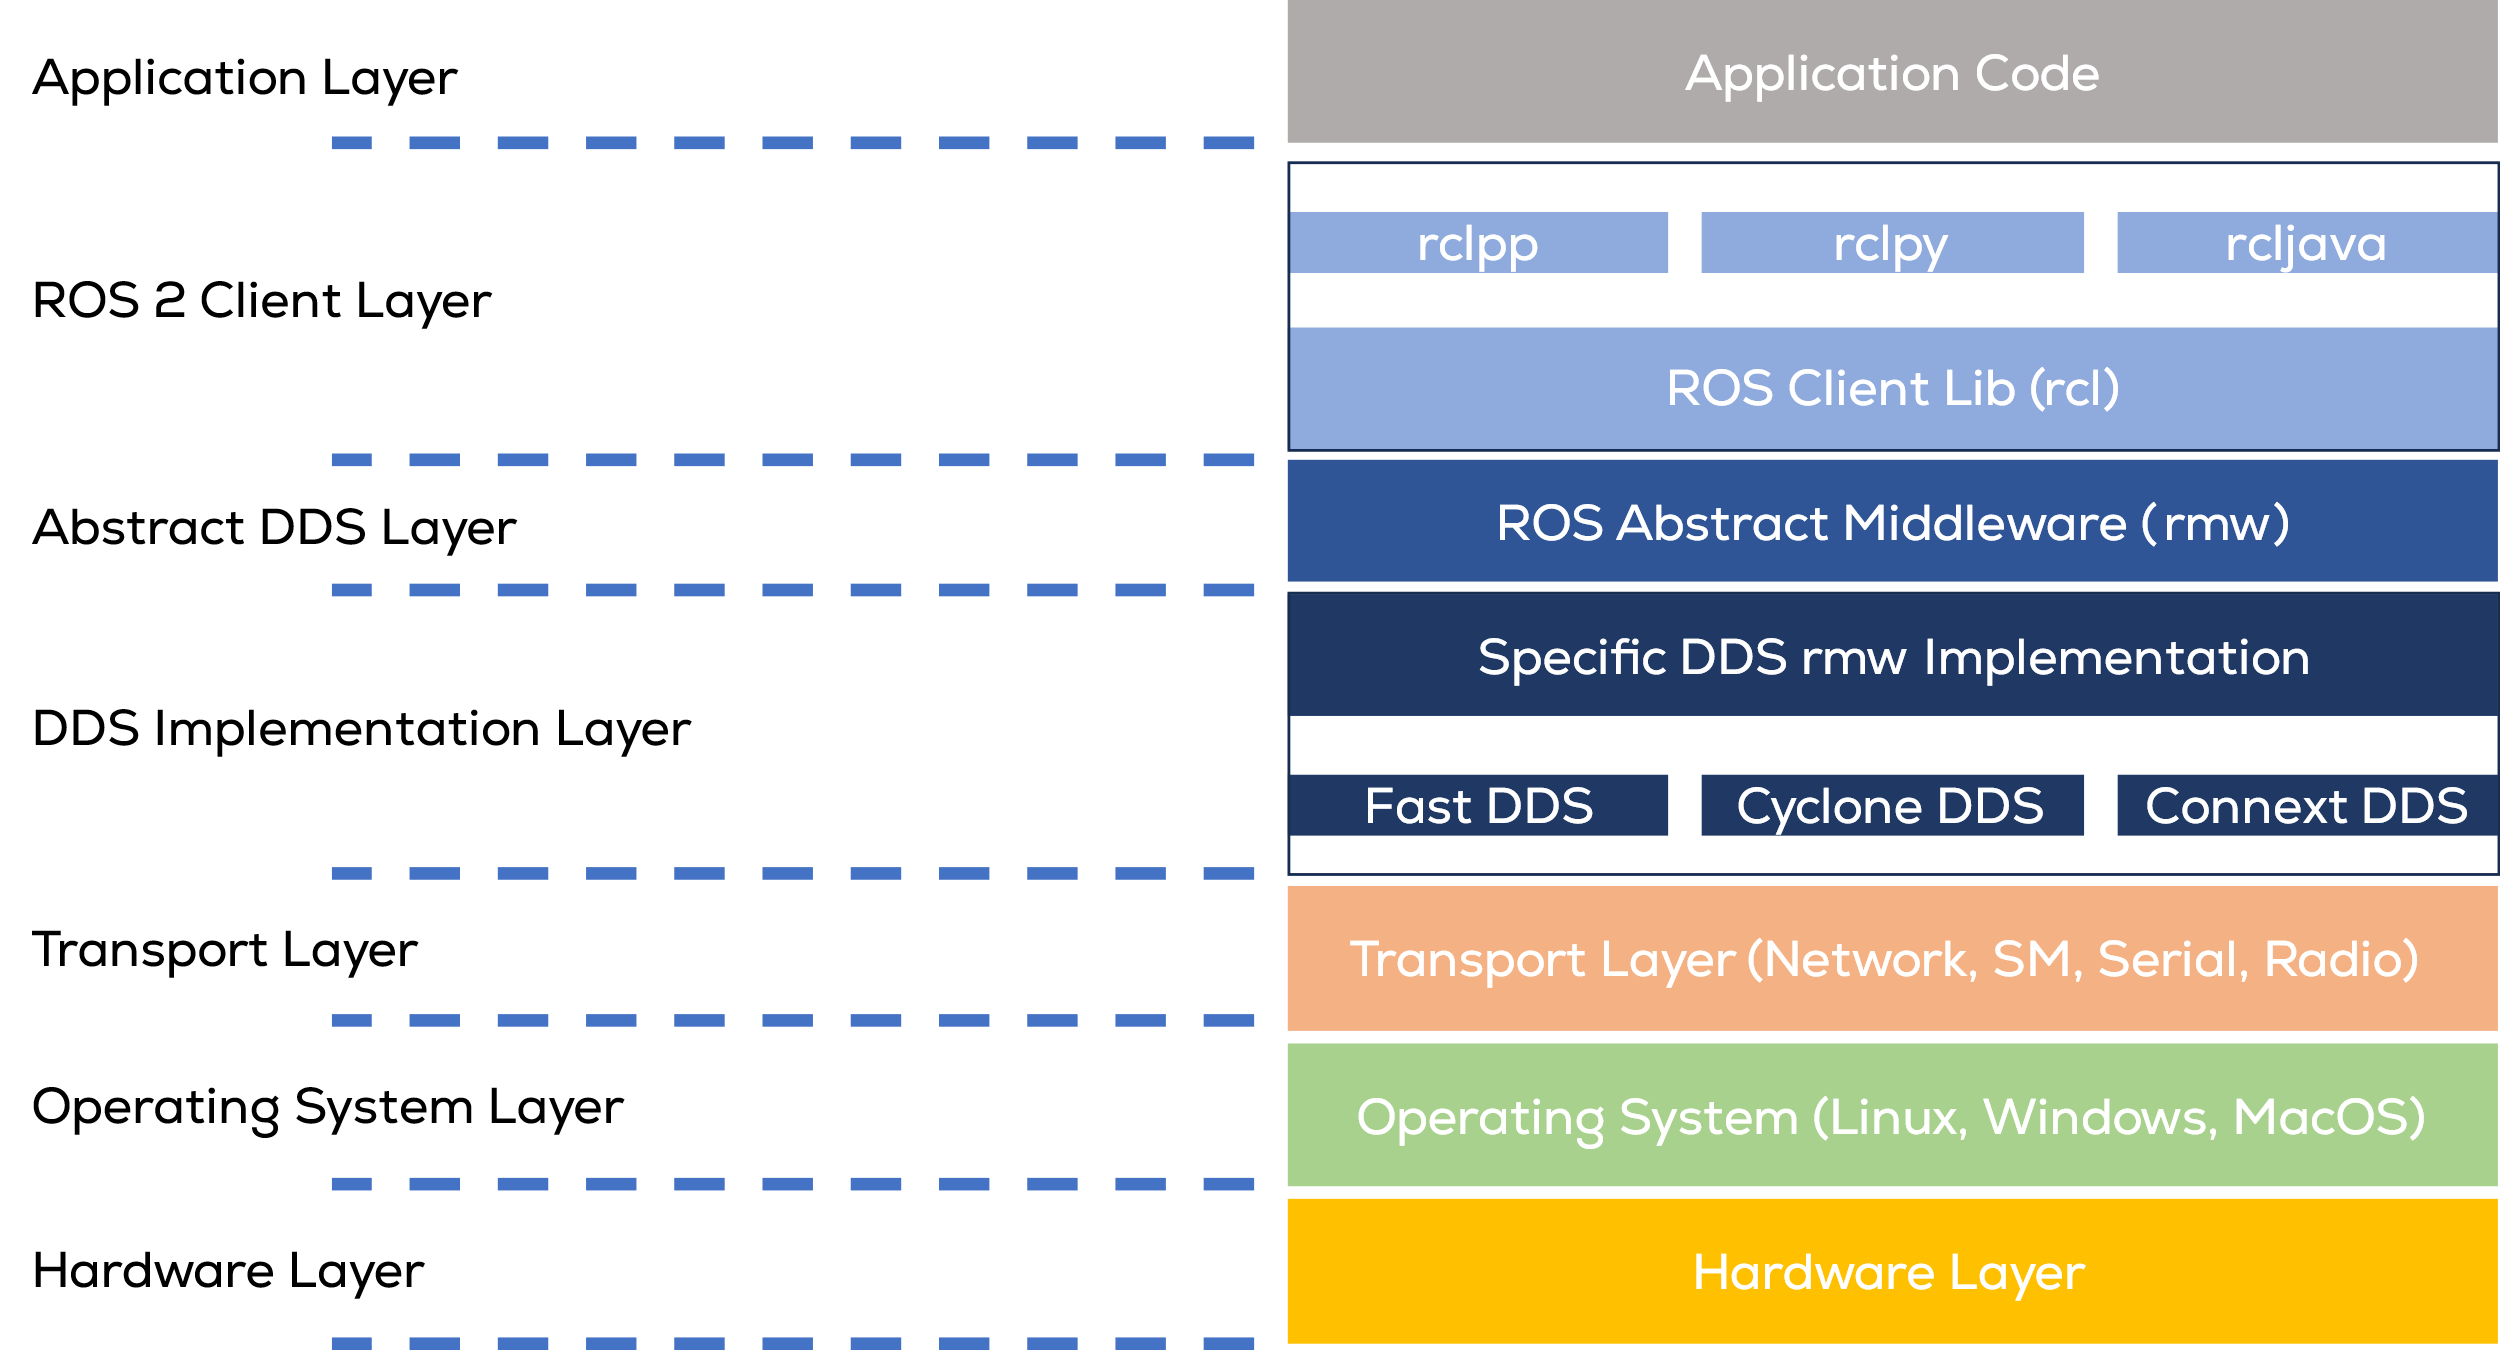 Application Layer
Application Code
ROS 2 Client Layer
rclpp
rclpy
rcljava
ROS Client Lib (rcl)
Abstract DDS Layer
ROS Abstract Middleware (rmw)
DDS Implementation Layer
Specific DDS rmw Implementation
Fast DDS
Cyclone DDS
Connext DDS
Transport Layer
Transport Layer (Network, SM, Serial, Radio)
Operating System Layer
Operating System (Linux, Windows, MacOS)
Hardware Layer
Hardware Layer